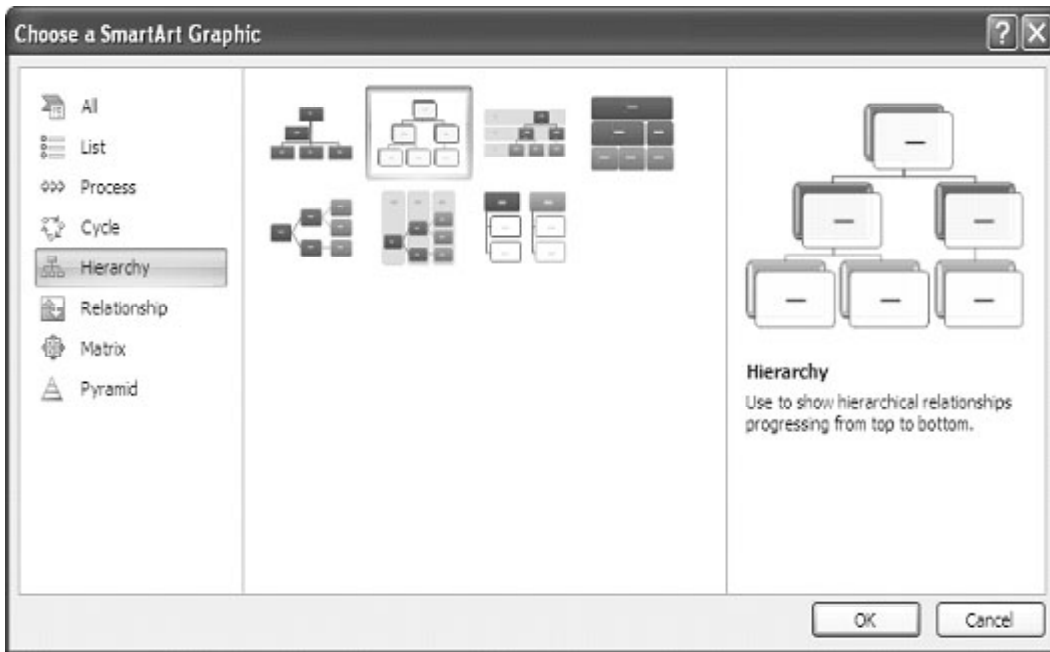 Choose a SmartArt Graphic
All
List
Process
Cycle
Hierarchy
Relationship
Matrix
Pyramid
Hierarchy
Use to show hierarchical relationships
progressing from top to bottom.
OK
Cancel